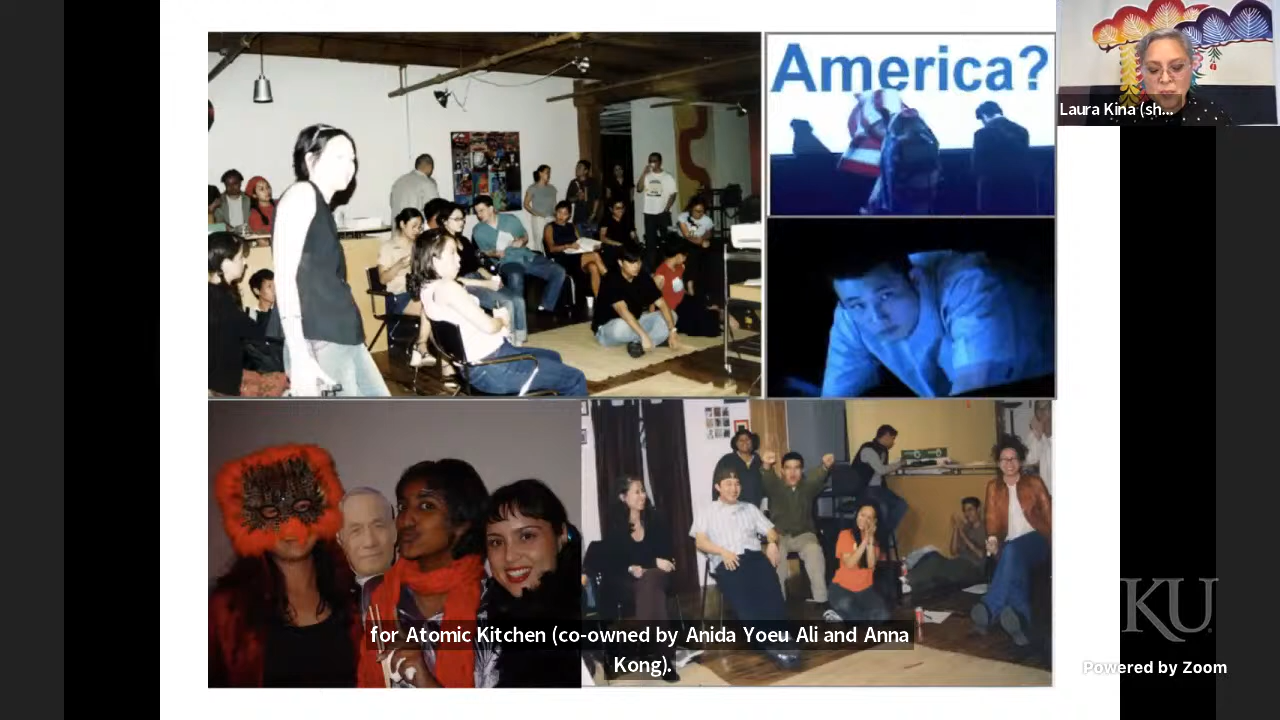 America?
Laura Kina (sh...
for Atomic Kitchen (co-owned by Anida Yoeu Ali and Anna
Kong).
KU
Powered by Zoom